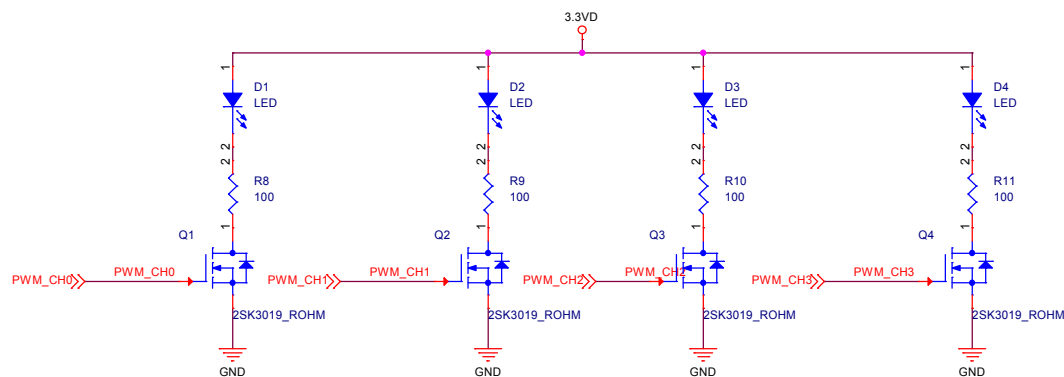 3.3VD
1
1
1
1
D1
LED
D2
LED
D3
LED
D4
LED
2
2
2
2
2
2
2
2
R8
100
R9
100
R10
100
R11
100
1
1
1
1
Q1
Q2
Q3
Q4
PWM_CH0
PWM_CH0
PWM_CH1
PWM_CH1
PWM_CH2
PWM_CH2
PWM_CH3
PWM_CH3
2SK3019_ROHM
2SK3019_ROHM
2SK3019_ROHM
2SK3019_ROHM
GND
GND
GND
GND